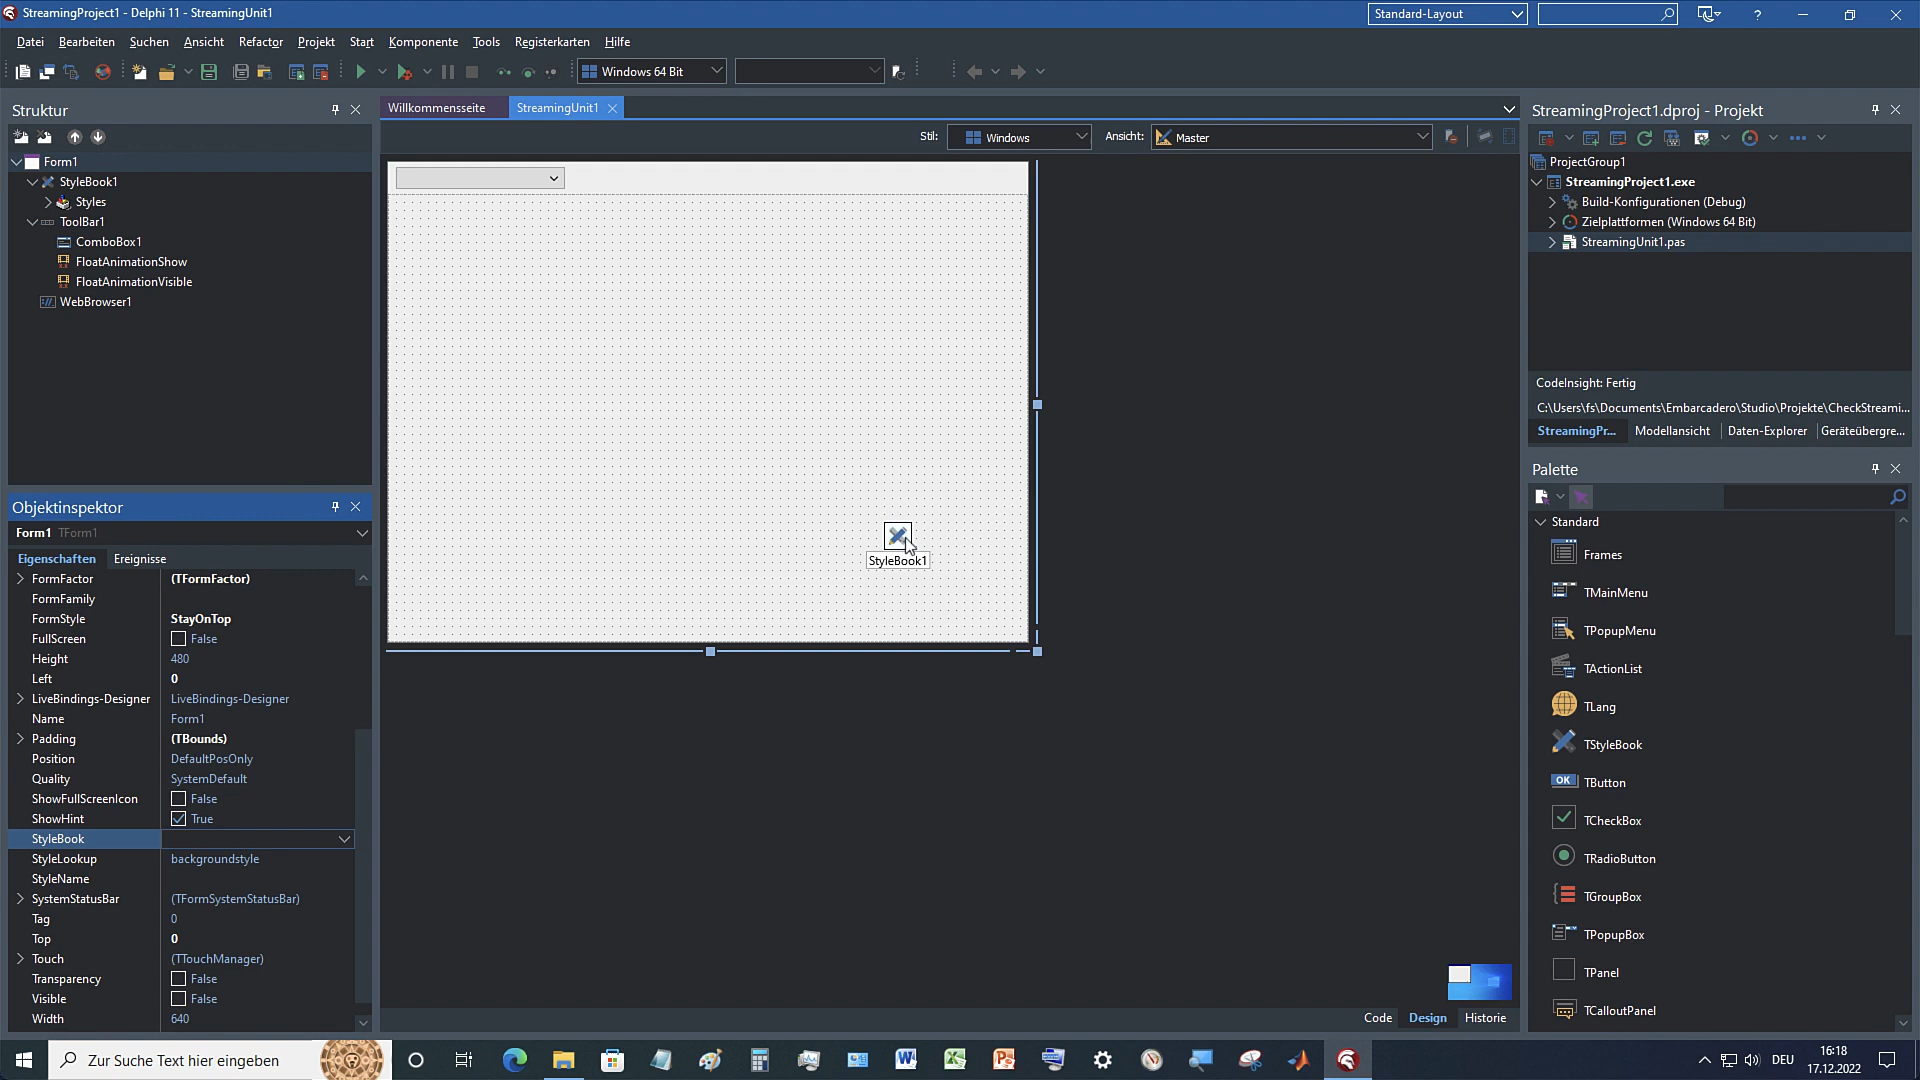 StreamingProject1 - Delphi 11 - StreamingUnit1
Standard-Layout
?
Datei Bearbeiten Suchen Ansicht Refactor Projekt Start Komponente Tools Registerkarten Hilfe
Windows 64 Bit
Struktur
Form1
StyleBook1
Styles
ToolBar1
ComboBox1
FloatAnimationShow
FloatAnimationVisible
WebBrowser1
Objektinspektor
Form1 TForm1
Eigenschaften Ereignisse
FormFactor (TFormFactor)
FormFamily
FormStyle StayOnTop
FullScreen False
Height 480
Left 0
LiveBindings-Designer LiveBindings-Designer
Name Form1
Padding (TBounds)
Position DefaultPosOnly
Quality SystemDefault
ShowFullScreenIcon False
ShowHint True
StyleBook
StyleLookup backgroundstyle
StyleName
SystemStatusBar (TFormSystemStatusBar)
Tag 0
Top 0
Touch (TTouchManager)
Transparency False
Visible False
Width 640
Willkommensseite StreamingUnit1
Stil: Windows Ansicht: Master
StyleBook1
Code Design Historie
StreamingProject1.dproj - Projekt
ProjectGroup1
StreamingProject1.exe
Build-Konfigurationen (Debug)
Zielplattformen (Windows 64 Bit)
StreamingUnit1.pas
CodeInsight: Fertig
C:\Users\fs\Documents\Embarcadero\Studio\Projekte\CheckStreami...
StreamingPr... Modellansicht Daten-Explorer Geräteübergre...
Palette
Standard
Frames
TMainMenu
TPopupMenu
TActionList
TLang
TStyleBook
OK TButton
TCheckBox
TRadioButton
TGroupBox
TPopupBox
TPanel
TCalloutPanel
Zur Suche Text hier eingeben
DEU
16:18
17.12.2022